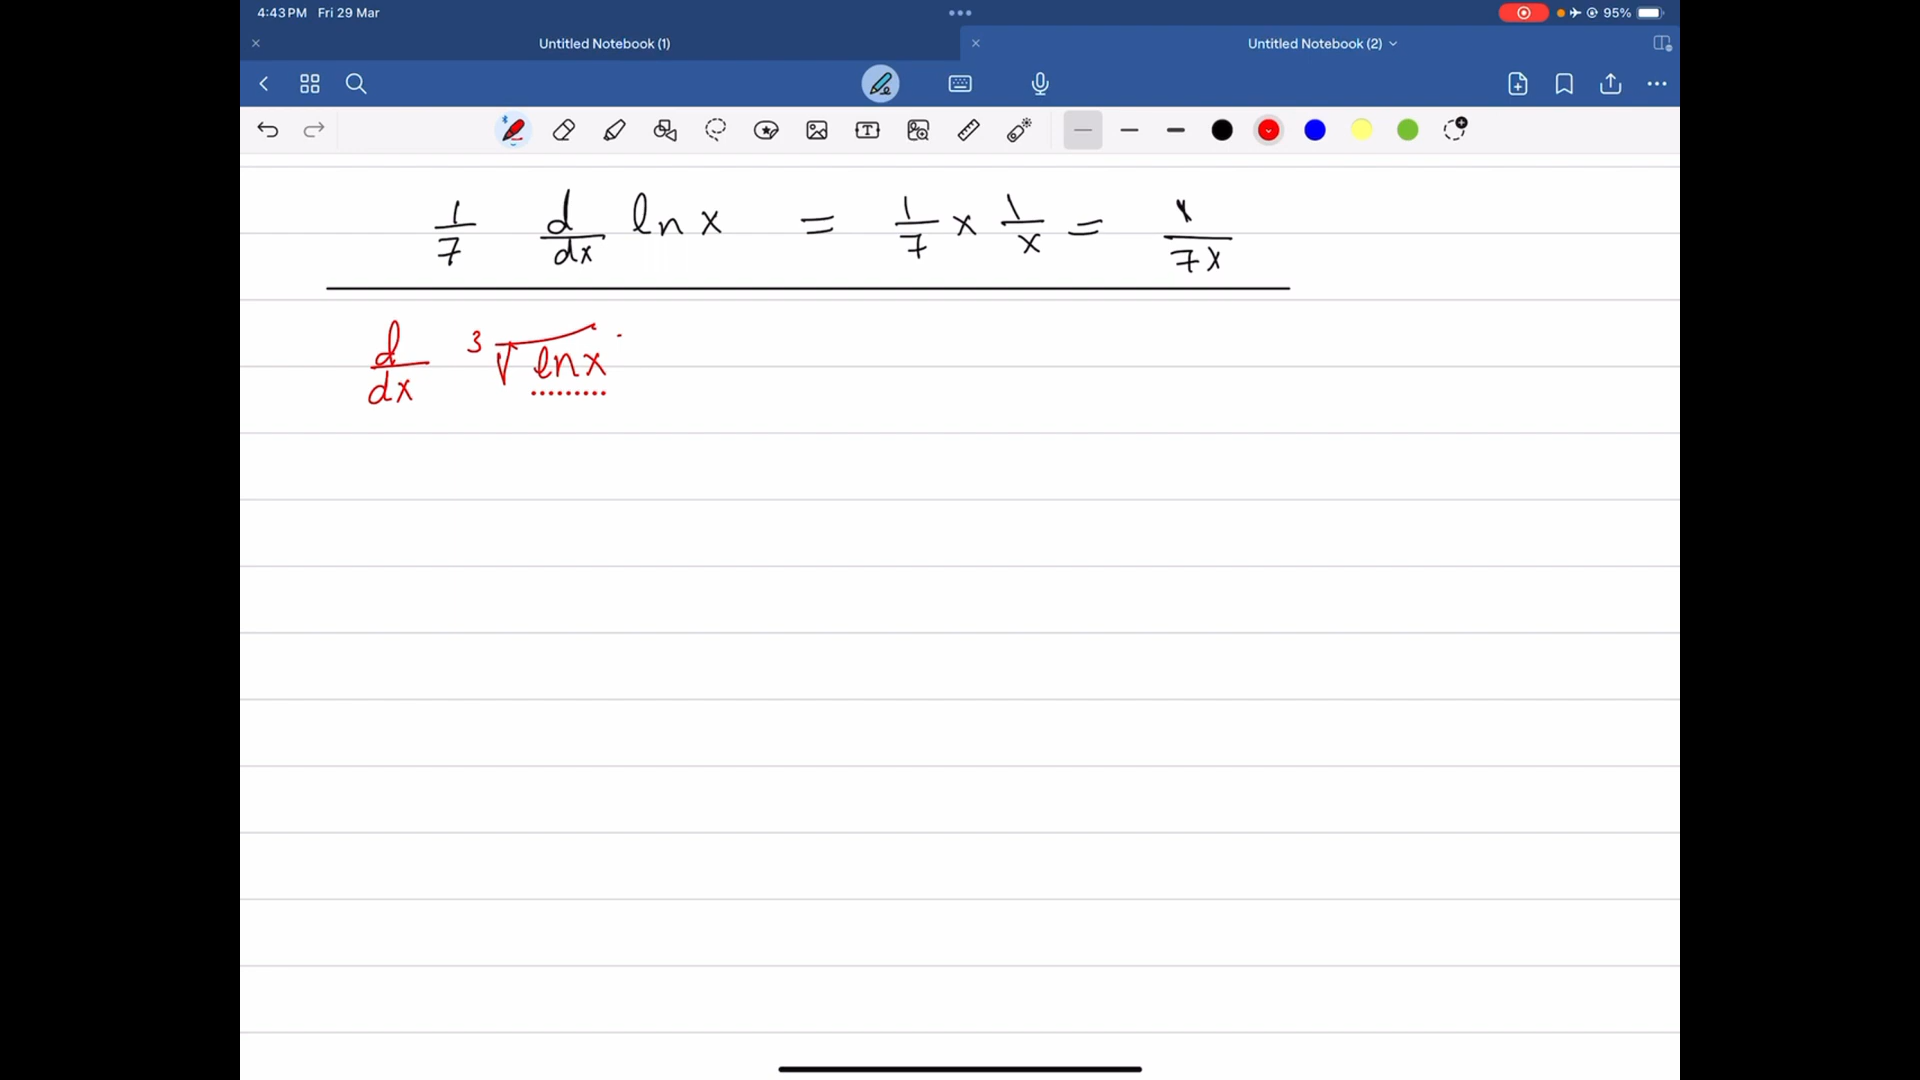 4:43 PM Fri 29 Mar 95%
Untitled Notebook (1) Untitled Notebook (2)
1/7 d/dx ln x = 1/7 x 1/x = 1/7x
d/dx ³√ln x